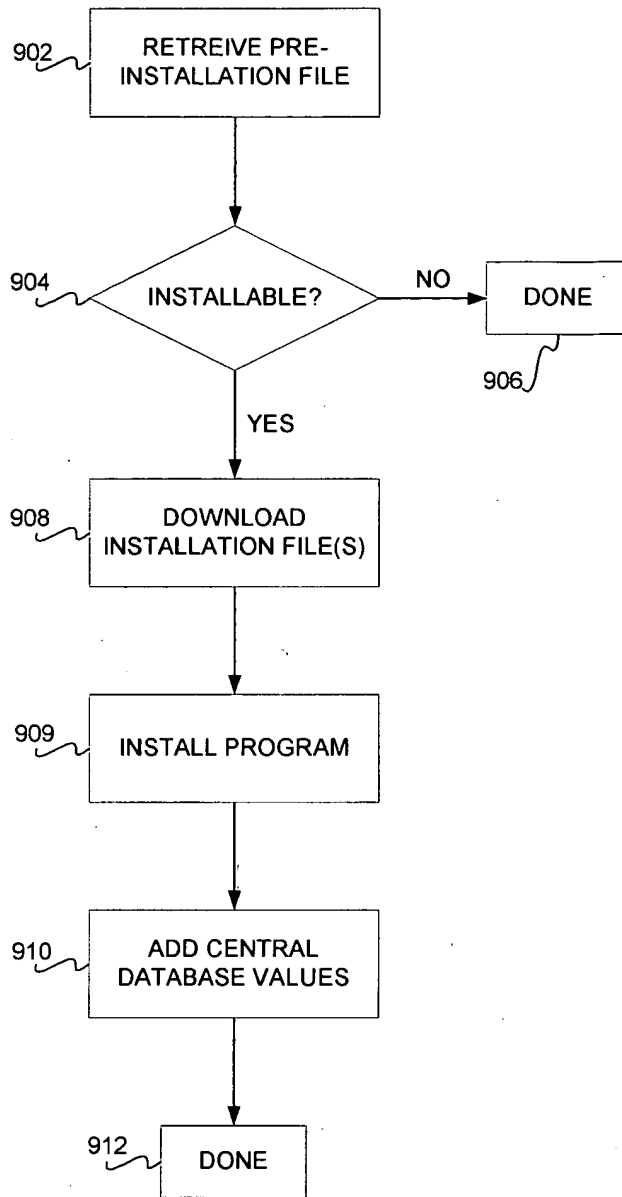 902
RETREIVE PRE-
INSTALLATION FILE
904
INSTALLABLE?
NO
DONE
906
YES
908
DOWNLOAD
INSTALLATION FILE(S)
909
INSTALL PROGRAM
910
ADD CENTRAL
DATABASE VALUES
912
DONE